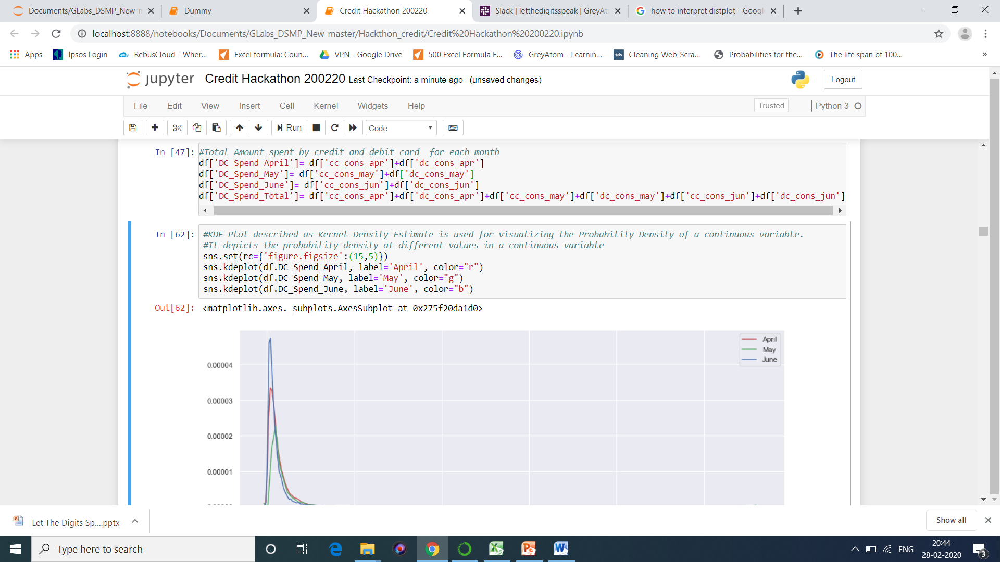 Documents/GLabs_DSMP_New-m
Dummy
Credit Hackathon 200220
Slack | letthedigitsspeak | GreyAt
how to interpret distplot - Googl
localhost:8888/notebooks/Documents/GLabs_DSMP_New-master/Hackthon_credit/Credit%20Hackathon%20200220.ipynb
Apps
Ipsos Login
RebusCloud - Wher...
Excel formula: Coun...
VPN - Google Drive
500 Excel Formula E...
GreyAtom - Learnin...
tds
Cleaning Web-Scra...
Probabilities for the...
The life span of 100...
»
jupyter Credit Hackathon 200220 Last Checkpoint: a minute ago (unsaved changes)
Logout
File Edit View Insert Cell Kernel Widgets Help
Trusted
Python 3
Run
Code
In [47]: #Total Amount spent by credit and debit card  for each month
df['DC_Spend_April']= df['cc_cons_apr']+df['dc_cons_apr']
df['DC_Spend_May']= df['cc_cons_may']+df['dc_cons_may']
df['DC_Spend_June']= df['cc_cons_jun']+df['dc_cons_jun']
df['DC_Spend_Total']= df['cc_cons_apr']+df['dc_cons_apr']+df['cc_cons_may']+df['dc_cons_may']+df['cc_cons_jun']+df['dc_cons_jun']
In [62]: #KDE Plot described as Kernel Density Estimate is used for visualizing the Probability Density of a continuous variable.
#It depicts the probability density at different values in a continuous variable
sns.set(rc={'figure.figsize':(15,5)})
sns.kdeplot(df.DC_Spend_April, label='April', color="r")
sns.kdeplot(df.DC_Spend_May, label='May', color="g")
sns.kdeplot(df.DC_Spend_June, label='June', color="b")
Out[62]: <matplotlib.axes._subplots.AxesSubplot at 0x275f20da1d0>
April
May
June
0.00004
0.00003
0.00002
0.00001
Let The Digits Sp....pptx
Show all
Type here to search
ENG
20:44
28-02-2020
3